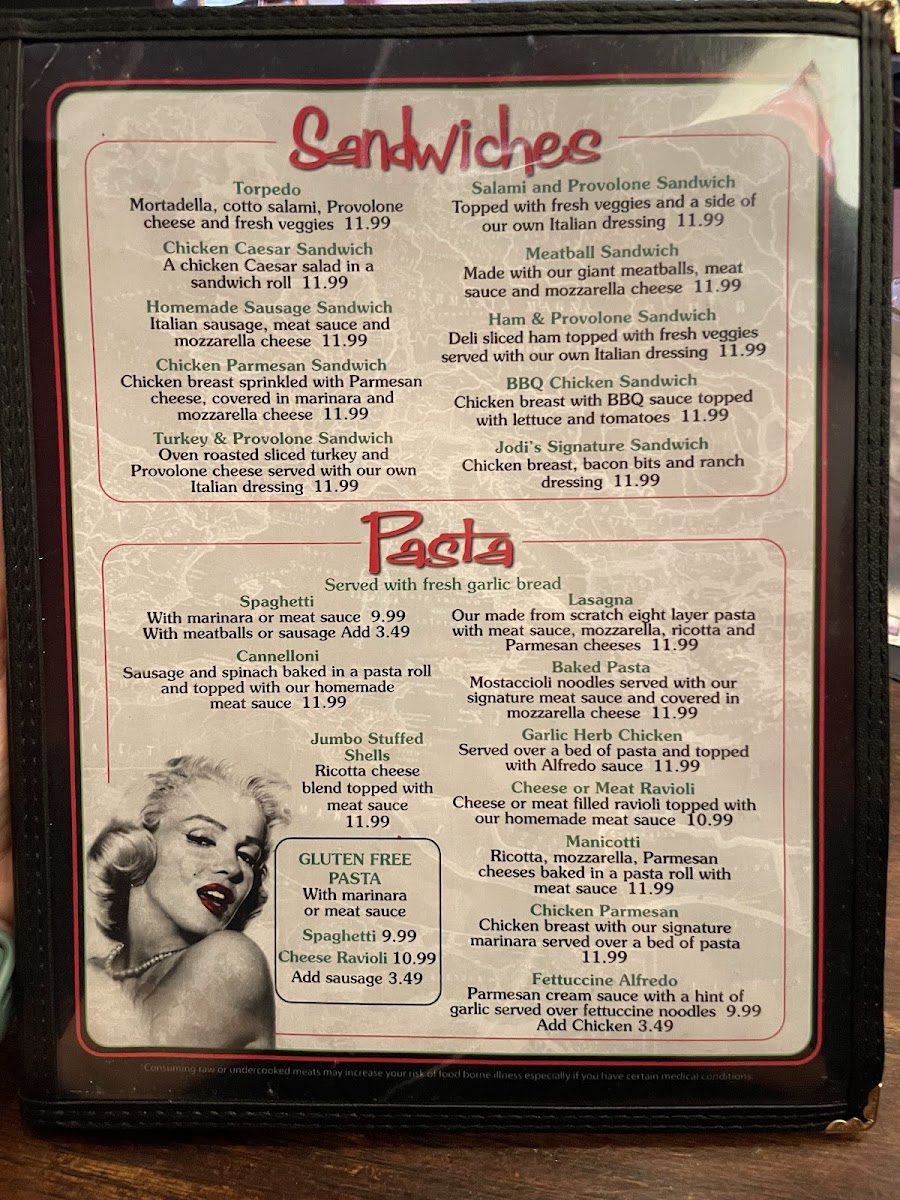 Sandwiches
Torpedo
Mortadella, cotto salami, Provolone
cheese and fresh veggies 11.99
Chicken Caesar Sandwich
A chicken Caesar salad in a
sandwich roll 11.99
Homemade Sausage Sandwich
Italian sausage, meat sauce and
mozzarella cheese 11.99
Chicken Parmesan Sandwich
Chicken breast sprinkled with Parmesan
cheese, covered in marinara and
mozzarella cheese 11.99
Turkey & Provolone Sandwich
Oven roasted sliced turkey and
Provolone cheese served with our own
Italian dressing 11.99
Salami and Provolone Sandwich
Topped with fresh veggies and a side of
our own Italian dressing 11.99
Meatball Sandwich
Made with our giant meatballs, meat
sauce and mozzarella cheese 11.99
Ham & Provolone Sandwich
Deli sliced ham topped with fresh veggies
served with our own Italian dressing 11.99
BBQ Chicken Sandwich
Chicken breast with BBQ sauce topped
with lettuce and tomatoes 11.99
Jodi's Signature Sandwich
Chicken breast, bacon bits and ranch
dressing 11.99
Pasta
Served with fresh garlic bread
Spaghetti
With marinara or meat sauce 9.99
With meatballs or sausage Add 3.49
Cannelloni
Sausage and spinach baked in a pasta roll
and topped with our homemade
meat sauce 11.99
Jumbo Stuffed
Shells
Ricotta cheese
blend topped with
meat sauce
11.99
GLUTEN FREE
PASTA
With marinara
or meat sauce
Spaghetti 9.99
Cheese Ravioli 10.99
Add sausage 3.49
Lasagna
Our made from scratch eight layer pasta
with meat sauce, mozzarella, ricotta and
Parmesan cheeses 11.99
Baked Pasta
Mostaccioli noodles served with our
signature meat sauce and covered in
mozzarella cheese 11.99
Garlic Herb Chicken
Served over a bed of pasta and topped
with Alfredo sauce 11.99
Cheese or Meat Ravioli
Cheese or meat filled ravioli topped with
our homemade meat sauce 10.99
Manicotti
Ricotta, mozzarella, Parmesan
cheeses baked in a pasta roll with
meat sauce 11.99
Chicken Parmesan
Chicken breast with our signature
marinara served over a bed of pasta
11.99
Fettuccine Alfredo
Parmesan cream sauce with a hint of
garlic served over fettuccine noodles 9.99
Add Chicken 3.49
*Consuming raw or undercooked meats may increase your risk of food borne illness especially if you have certain medical conditions.